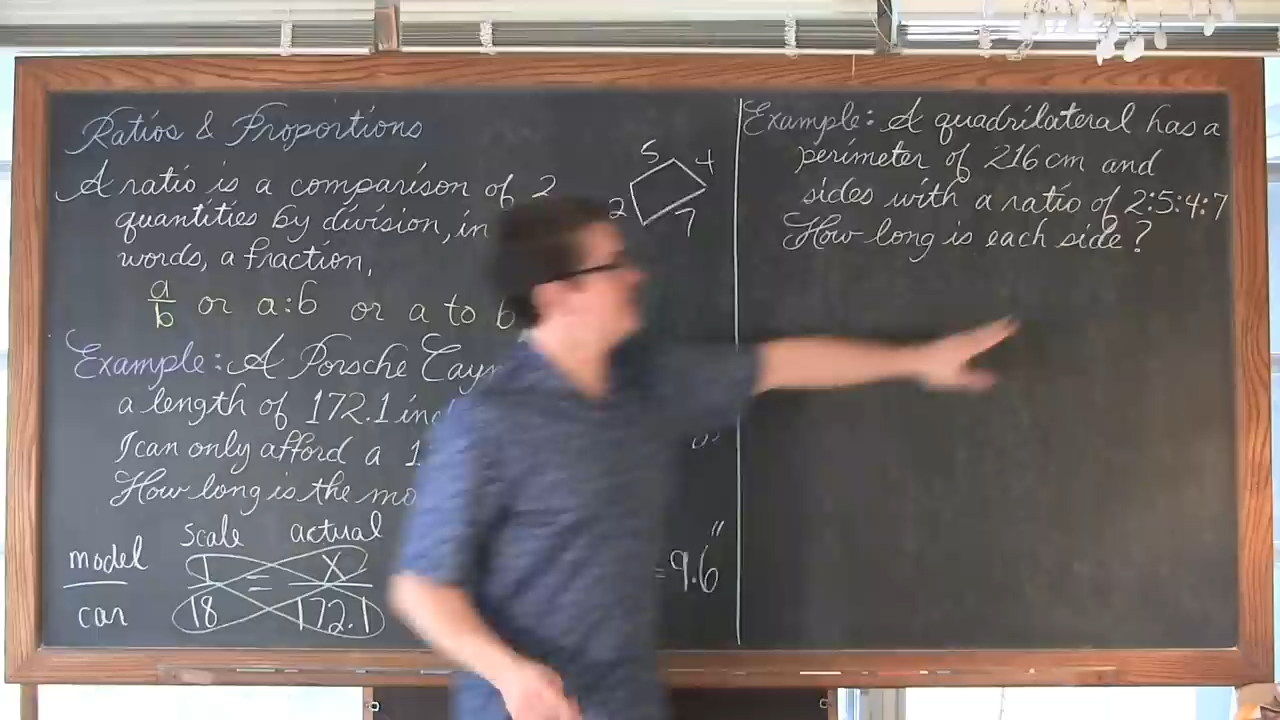 Ratios & Proportions
A ratio is a comparison of 2
quantities by division, in
words, a fraction,
a/b or a:b or a to b
Example: A Porsche Caym
a length of 172.1 inc
I can only afford a 1
How long is the mo
scale actual
model 1 = X
car 18 172.1
= 9.6"
5 4
2 7
Example: A quadrilateral has a
perimeter of 216 cm and
sides with a ratio of 2:5:4:7
How long is each side?